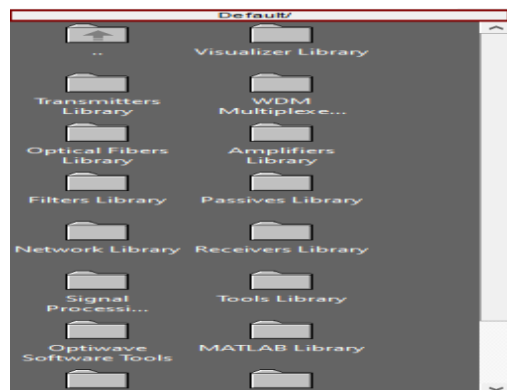 Default/
..
Visualizer Library
Transmitters
Library
WDM
Multiplexe...
Optical Fibers
Library
Amplifiers
Library
Filters Library
Passives Library
Network Library
Receivers Library
Signal
Processi...
Tools Library
Optiwave
Software Tools
MATLAB Library